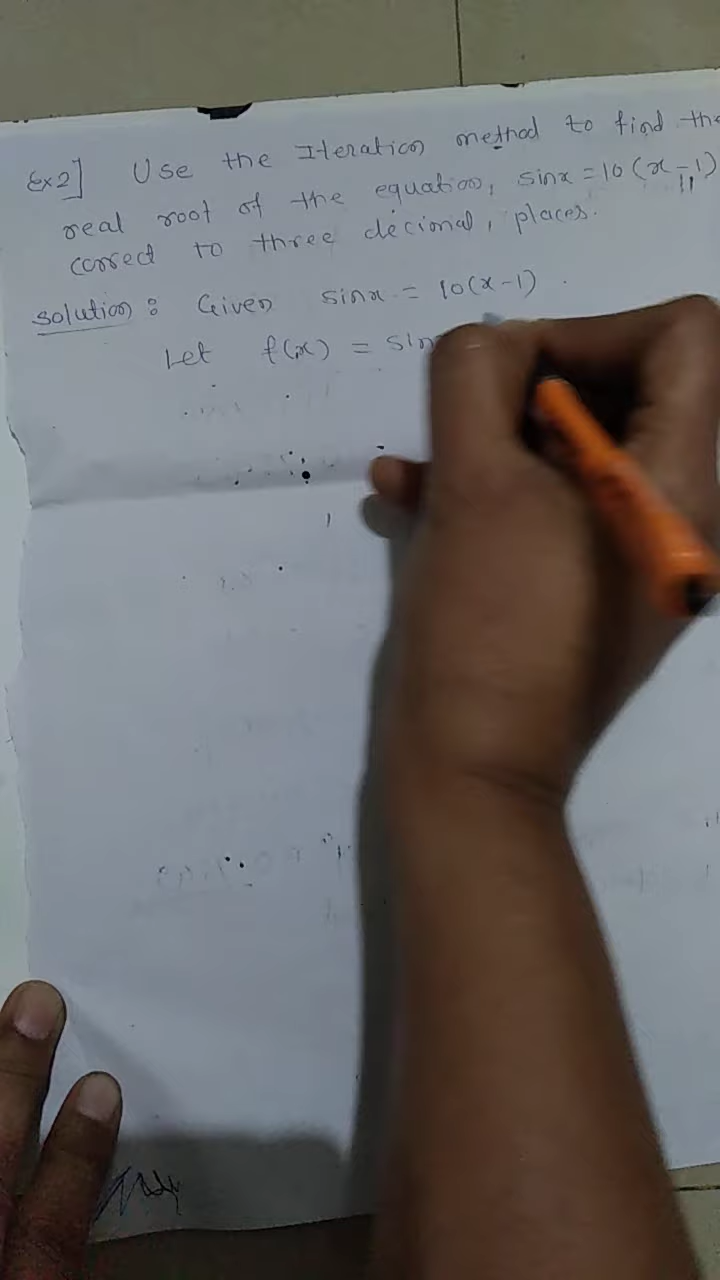 Ex2] Use the Iteration method to find the
real root of the equation, sinx = 10(x-1)
correct to three decimal, places.
Solution : Given sinx = 10(x-1).
Let f(x) = sin